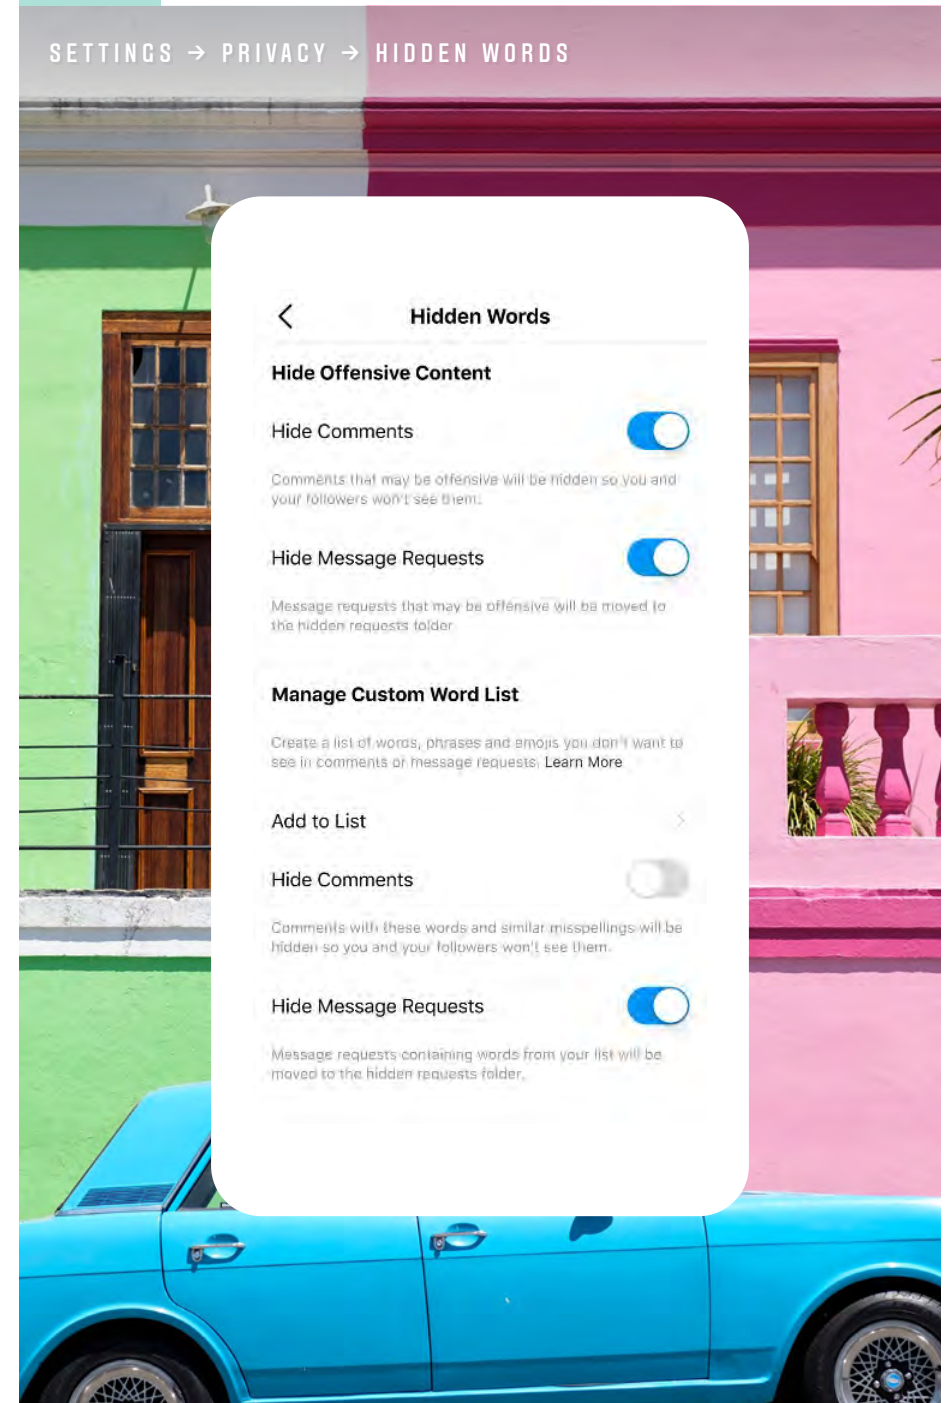 SETTINGS → PRIVACY → HIDDEN WORDS
Hidden Words
Hide Offensive Content
Hide Comments
Comments that may be offensive will be hidden so you and
your followers won't see them.
Hide Message Requests
Message requests that may be offensive will be moved to
the hidden requests folder
Manage Custom Word List
Create a list of words, phrases and emojis you don't want to
see in comments or message requests. Learn More
Add to List
Hide Comments
Comments with these words and similar misspellings will be
hidden so you and your followers won't see them.
Hide Message Requests
Message requests containing words from your list will be
moved to the hidden requests folder.